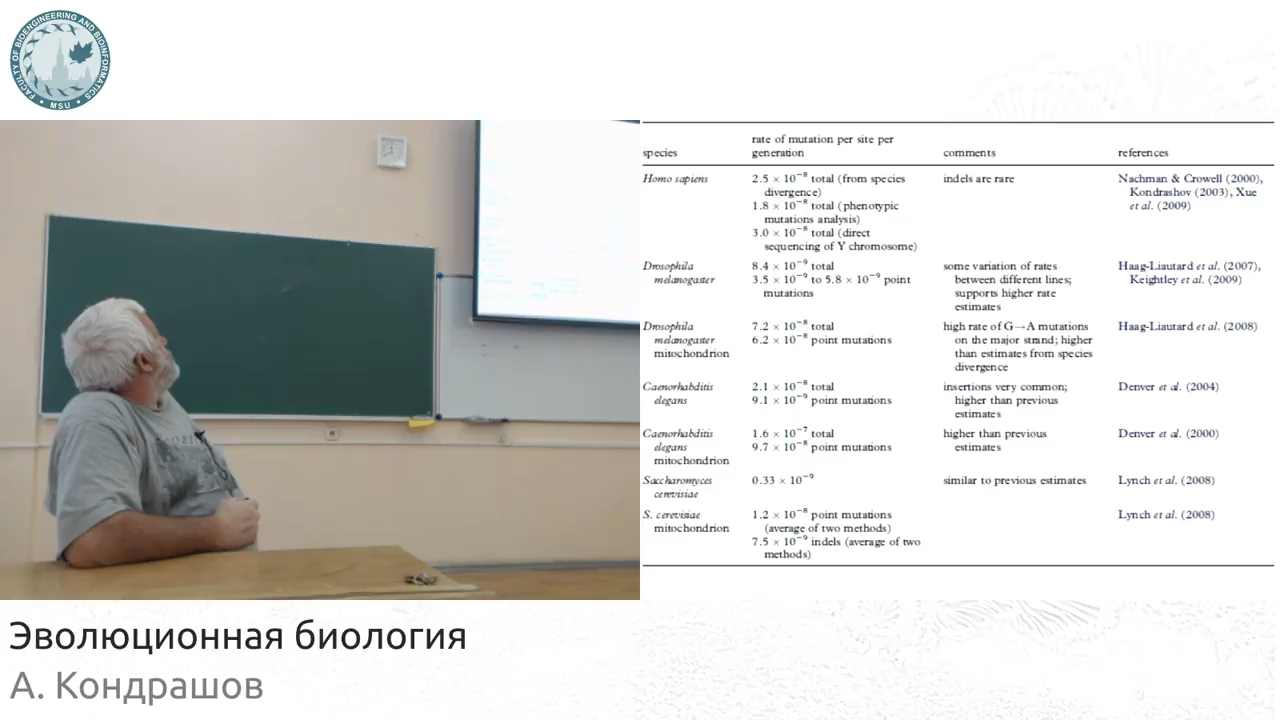 FACULTY OF BIOENGINEERING AND BIOINFORMATICS
• MSU •
species
rate of mutation per site per
generation
comments
references
Homo sapiens
2.5 × 10⁻⁸ total (from species
divergence)
1.8 × 10⁻⁸ total (phenotypic
mutations analysis)
3.0 × 10⁻⁸ total (direct
sequencing of Y chromosome)
indels are rare
Nachman & Crowell (2000),
Kondrashov (2003), Xue
et al. (2009)
Drosophila
melanogaster
8.4 × 10⁻⁹ total
3.5 × 10⁻⁹ to 5.8 × 10⁻⁹ point
mutations
some variation of rates
between different lines;
supports higher rate
estimates
Haag-Liautard et al. (2007),
Keightley et al. (2009)
Drosophila
melanogaster
mitochondrion
7.2 × 10⁻⁸ total
6.2 × 10⁻⁸ point mutations
high rate of G→A mutations
on the major strand; higher
than estimates from species
divergence
Haag-Liautard et al. (2008)
Caenorhabditis
elegans
2.1 × 10⁻⁸ total
9.1 × 10⁻⁹ point mutations
insertions very common;
higher than previous
estimates
Denver et al. (2004)
Caenorhabditis
elegans
mitochondrion
1.6 × 10⁻⁷ total
9.7 × 10⁻⁸ point mutations
higher than previous
estimates
Denver et al. (2000)
Saccharomyces
cerevisiae
0.33 × 10⁻⁹
similar to previous estimates
Lynch et al. (2008)
S. cerevisiae
mitochondrion
1.2 × 10⁻⁸ point mutations
(average of two methods)
7.5 × 10⁻⁹ indels (average of two
methods)
Lynch et al. (2008)
Эволюционная биология
А. Кондрашов